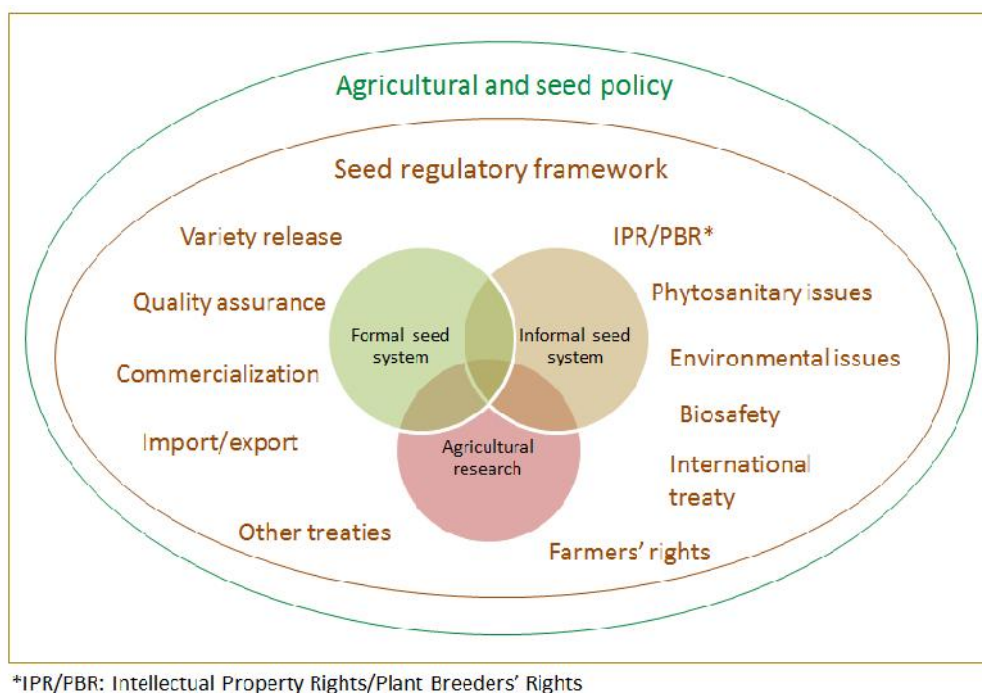 Agricultural and seed policy
Seed regulatory framework
Variety release
IPR/PBR*
Quality assurance
Phytosanitary issues
Formal seed
system
Informal seed
system
Commercialization
Environmental issues
Biosafety
Import/export
Agricultural
research
International
treaty
Other treaties
Farmers' rights
*IPR/PBR: Intellectual Property Rights/Plant Breeders' Rights